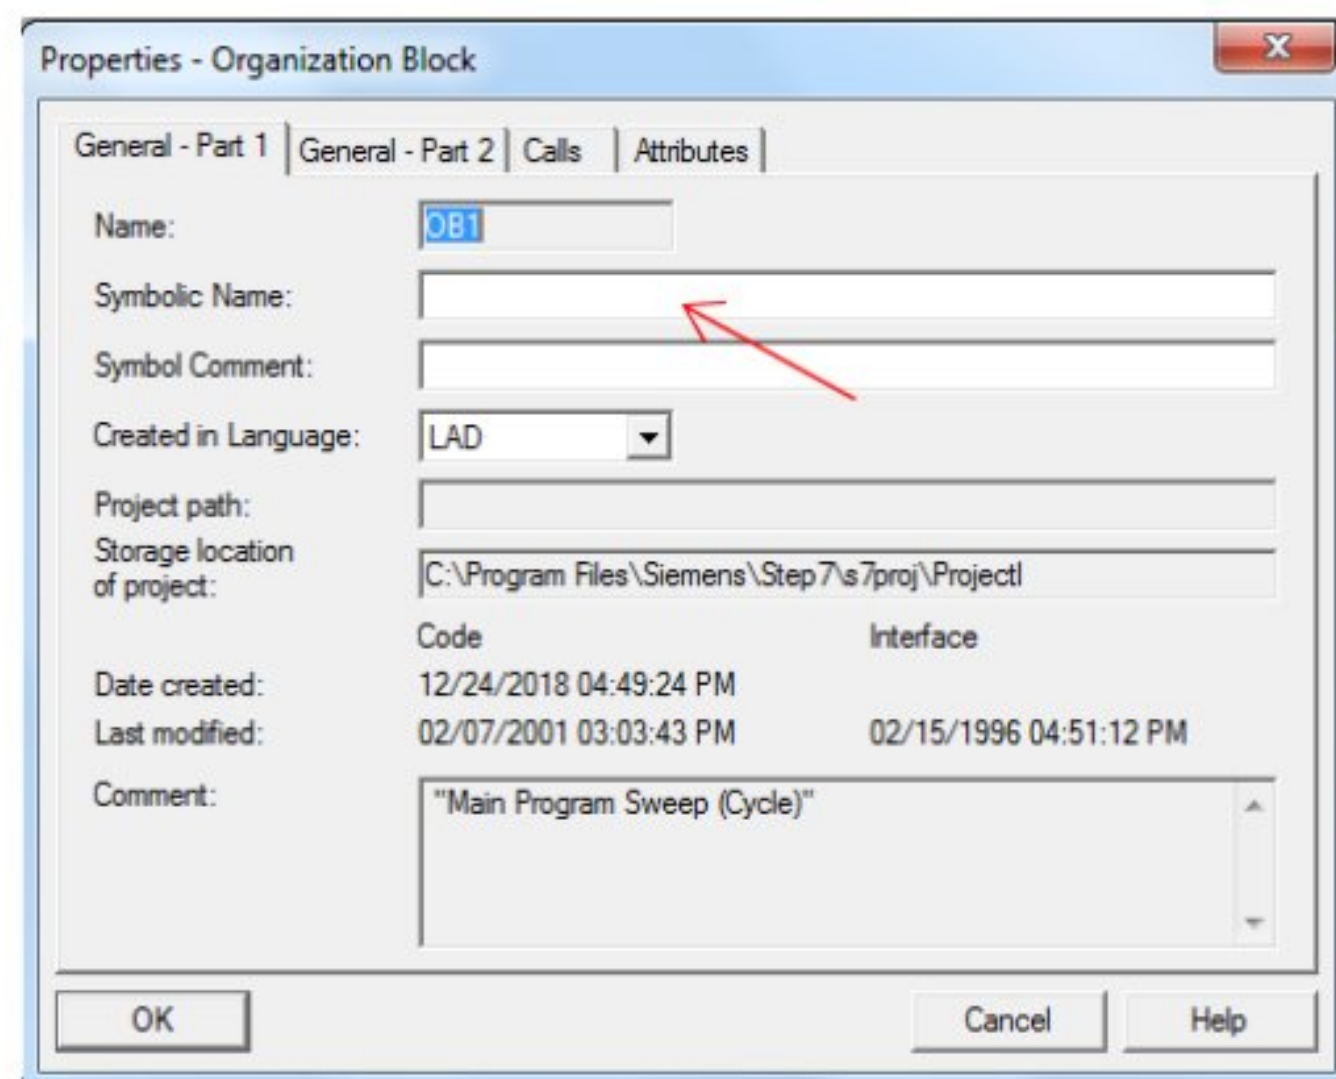 Properties - Organization Block
General - Part 1 General - Part 2 Calls Attributes
Name: OB1
Symbolic Name:
Symbol Comment:
Created in Language: LAD
Project path:
Storage location
of project: C:\Program Files\Siemens\Step7\s7proj\Projectl
Code Interface
Date created: 12/24/2018 04:49:24 PM
Last modified: 02/07/2001 03:03:43 PM 02/15/1996 04:51:12 PM
Comment: "Main Program Sweep (Cycle)"
OK Cancel Help